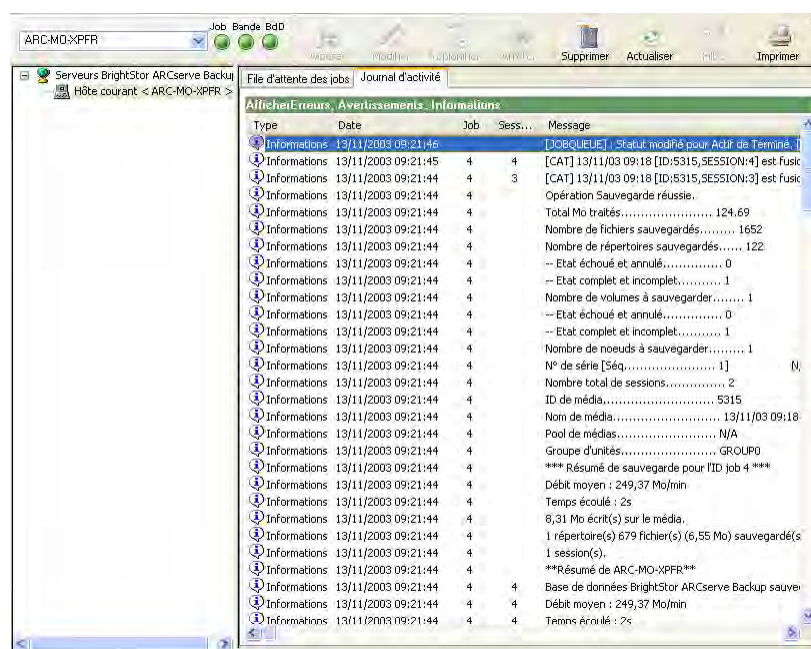 Job Bande BdD
ARC-MO-XPFR
Modifier
Supprimer Actualiser Imprimer
Serveurs BrightStor ARCserve Backup
Hôte courant < ARC-MO-XPFR >
File d'attente des jobs Journal d'activité
AfficherErreurs, Avertissements, Informations
Type Date Job Sess... Message
Informations 13/11/2003 09:21:46 [JOBQUEUE] : Statut modifié pour Actif de Terminé.
Informations 13/11/2003 09:21:45 4 4 [CAT] 13/11/03 09:18 [ID:5315,SESSION:4] est fusic
Informations 13/11/2003 09:21:44 4 3 [CAT] 13/11/03 09:18 [ID:5315,SESSION:3] est fusic
Informations 13/11/2003 09:21:44 4 Opération Sauvegarde réussie.
Informations 13/11/2003 09:21:44 4 Total Mo traités....................... 124.69
Informations 13/11/2003 09:21:44 4 Nombre de fichiers sauvegardés......... 1652
Informations 13/11/2003 09:21:44 4 Nombre de répertoires sauvegardés...... 122
Informations 13/11/2003 09:21:44 4 -- Etat échoué et annulé............... 0
Informations 13/11/2003 09:21:44 4 -- Etat complet et incomplet........... 1
Informations 13/11/2003 09:21:44 4 Nombre de volumes à sauvegarder........ 1
Informations 13/11/2003 09:21:44 4 -- Etat échoué et annulé............... 0
Informations 13/11/2003 09:21:44 4 -- Etat complet et incomplet........... 1
Informations 13/11/2003 09:21:44 4 Nombre de noeuds à sauvegarder......... 1
Informations 13/11/2003 09:21:44 4 N° de série [Séq....................... 1] N,
Informations 13/11/2003 09:21:44 4 Nombre total de sessions............... 2
Informations 13/11/2003 09:21:44 4 ID de média............................ 5315
Informations 13/11/2003 09:21:44 4 Nom de média........................... 13/11/03 09:18
Informations 13/11/2003 09:21:44 4 Pool de médias......................... N/A
Informations 13/11/2003 09:21:44 4 Groupe d'unités........................ GROUP0
Informations 13/11/2003 09:21:44 4 *** Résumé de sauvegarde pour l'ID job 4 ***
Informations 13/11/2003 09:21:44 4 Débit moyen : 249,37 Mo/min
Informations 13/11/2003 09:21:44 4 Temps écoulé : 2s
Informations 13/11/2003 09:21:44 4 8,31 Mo écrit(s) sur le média.
Informations 13/11/2003 09:21:44 4 1 répertoire(s) 679 fichier(s) (6,55 Mo) sauvegardé(s
Informations 13/11/2003 09:21:44 4 1 session(s).
Informations 13/11/2003 09:21:44 4 **Résumé de ARC-MO-XPFR**
Informations 13/11/2003 09:21:44 4 4 Base de données BrightStor ARCserve Backup sauve
Informations 13/11/2003 09:21:44 4 4 Débit moyen : 249,37 Mo/min
Informations 13/11/2003 09:21:44 4 4 Temps écoulé : 2s